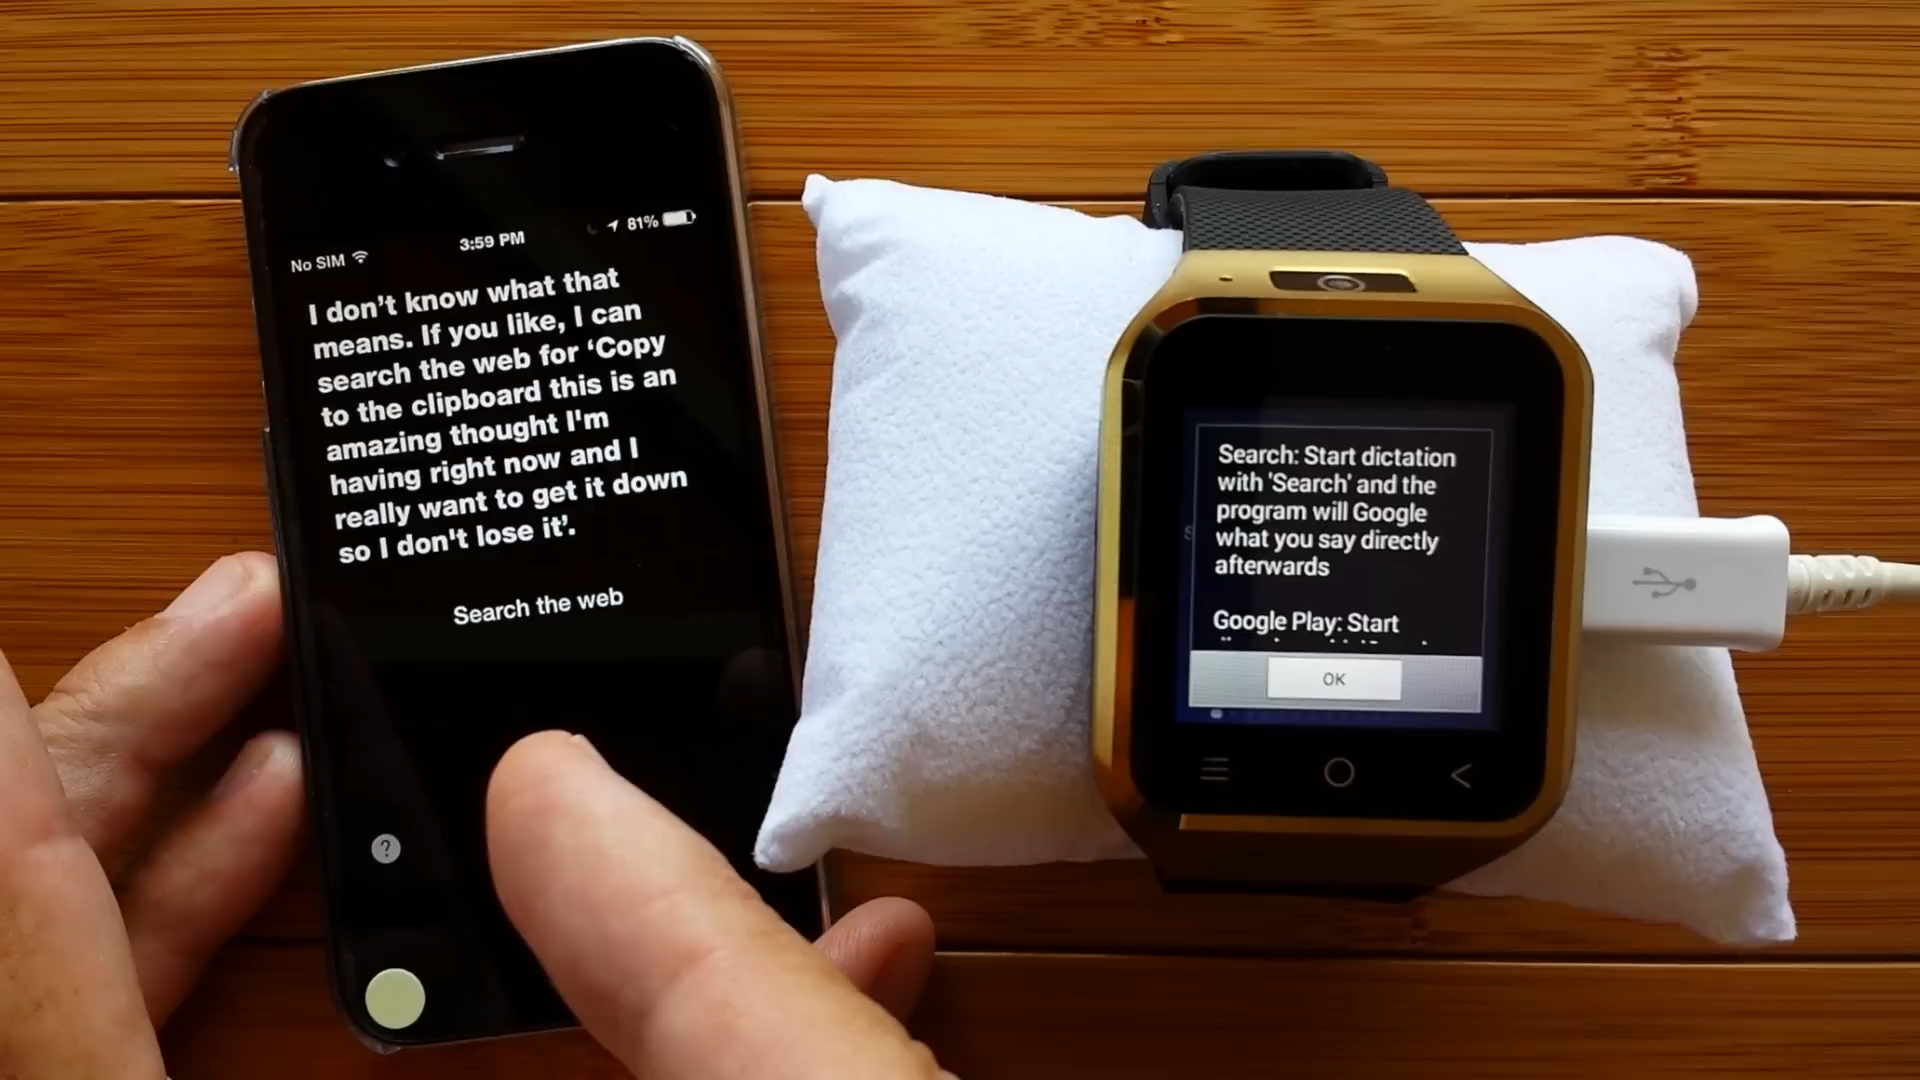 No SIM
3:59 PM
81%
I don't know what that
means. If you like, I can
search the web for ‘Copy
to the clipboard this is an
amazing thought I'm
having right now and I
really want to get it down
so I don't lose it’.
Search the web
?
Search: Start dictation
with 'Search' and the
program will Google
what you say directly
afterwards
Google Play: Start
OK